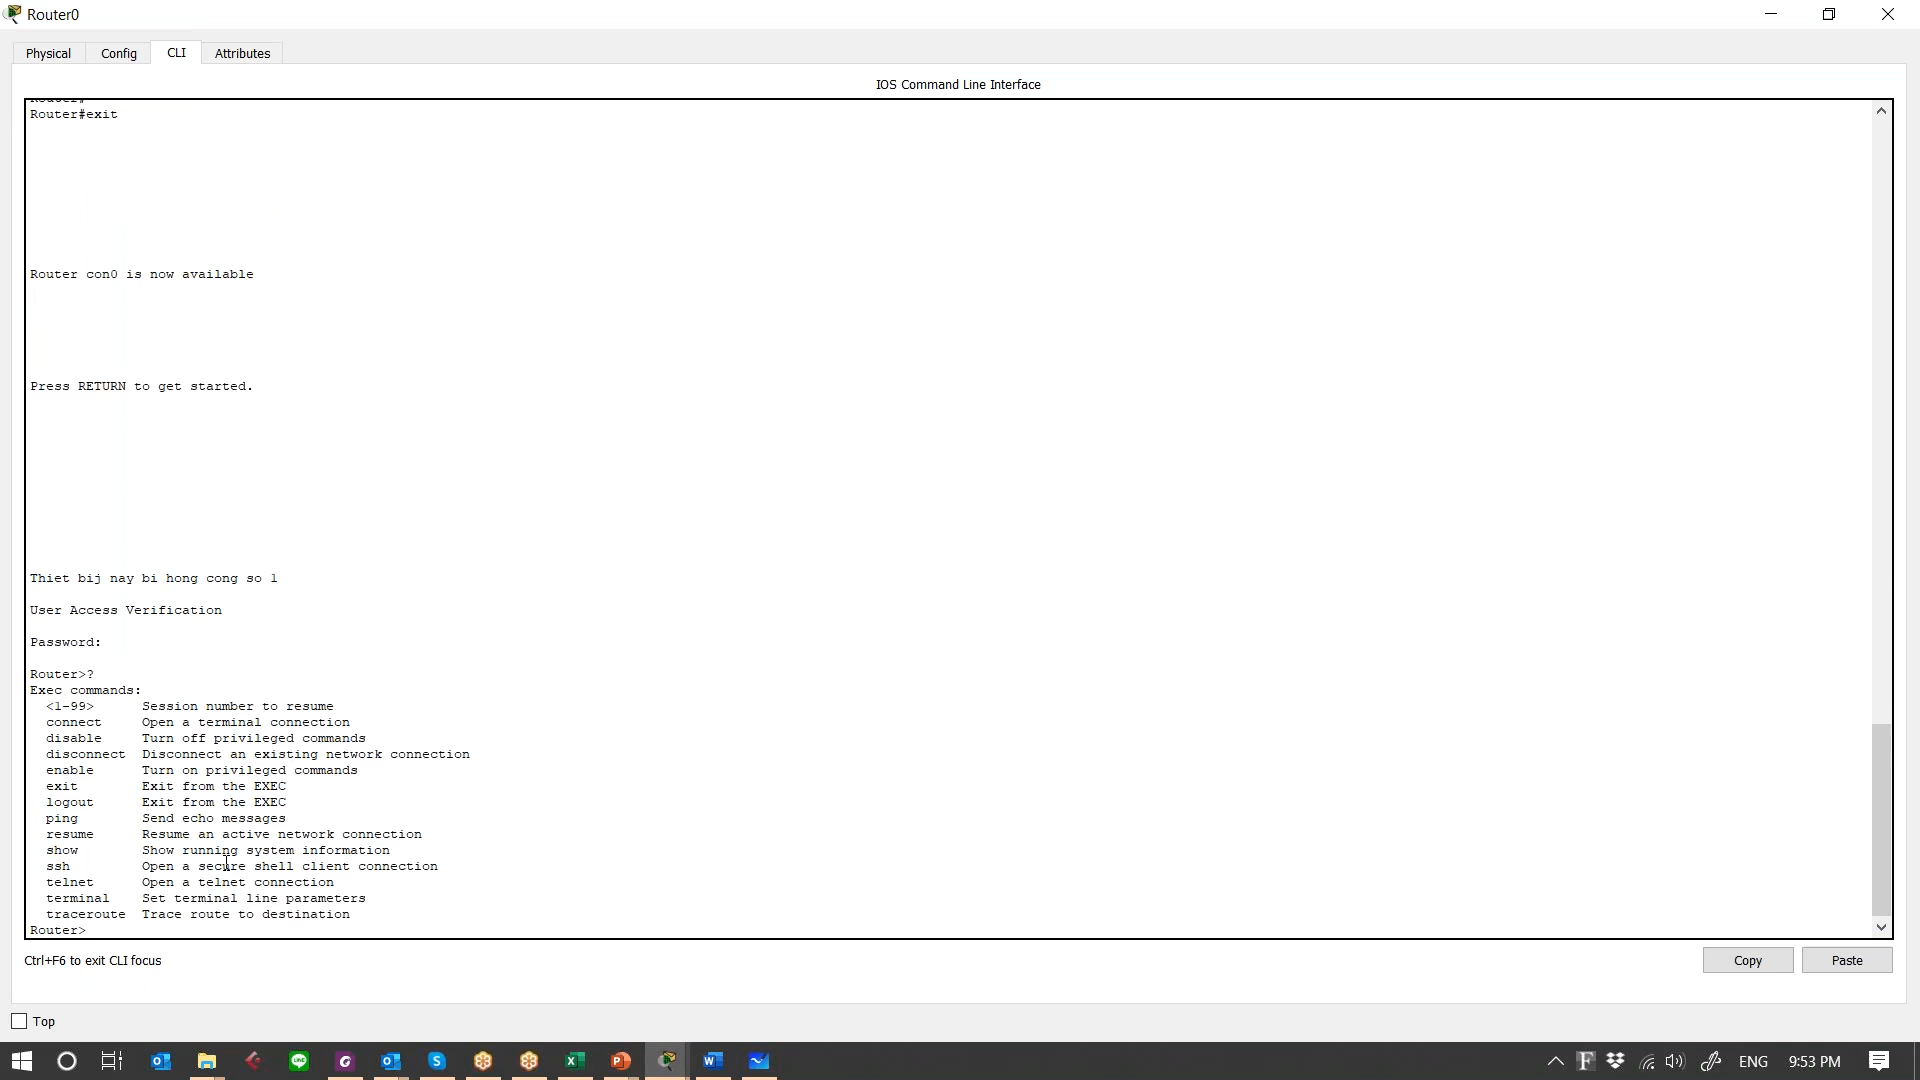 Router0
Physical Config CLI Attributes
IOS Command Line Interface
Router#
Router#exit
Router con0 is now available
Press RETURN to get started.
Thiet bij nay bi hong cong so 1
User Access Verification
Password:
Router>?
Exec commands:
<1-99> Session number to resume
connect Open a terminal connection
disable Turn off privileged commands
disconnect Disconnect an existing network connection
enable Turn on privileged commands
exit Exit from the EXEC
logout Exit from the EXEC
ping Send echo messages
resume Resume an active network connection
show Show running system information
ssh Open a secure shell client connection
telnet Open a telnet connection
terminal Set terminal line parameters
traceroute Trace route to destination
Router>
Ctrl+F6 to exit CLI focus
Copy Paste
Top
ENG 9:53 PM